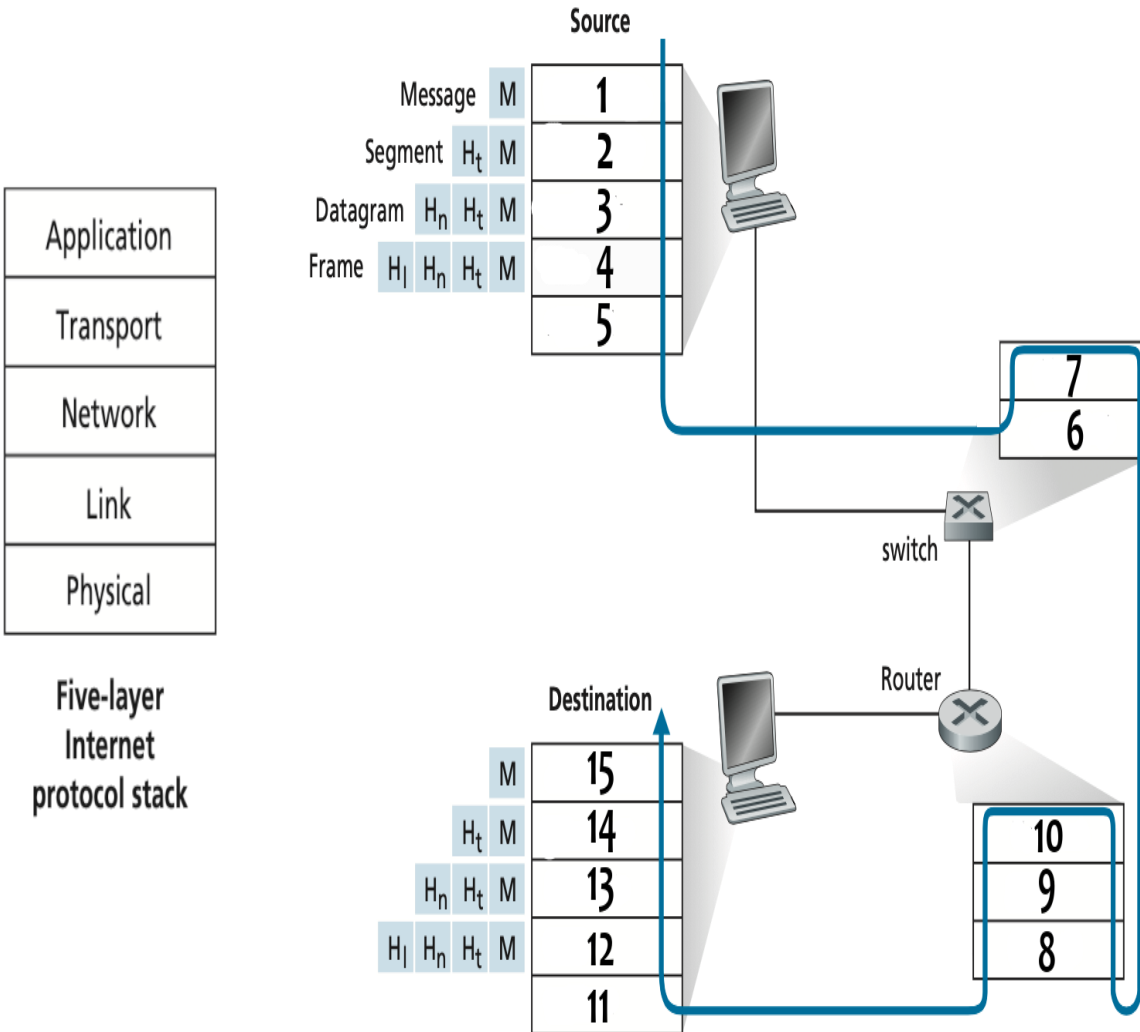 Source
Message M 1
Segment Ht M 2
Datagram Hn Ht M 3
Frame Hl Hn Ht M 4
5
Application
Transport
Network
Link
Physical
Five-layer
Internet
protocol stack
7
6
switch
Router
Destination
M 15
Ht M 14
Hn Ht M 13
Hl Hn Ht M 12
11
10
9
8